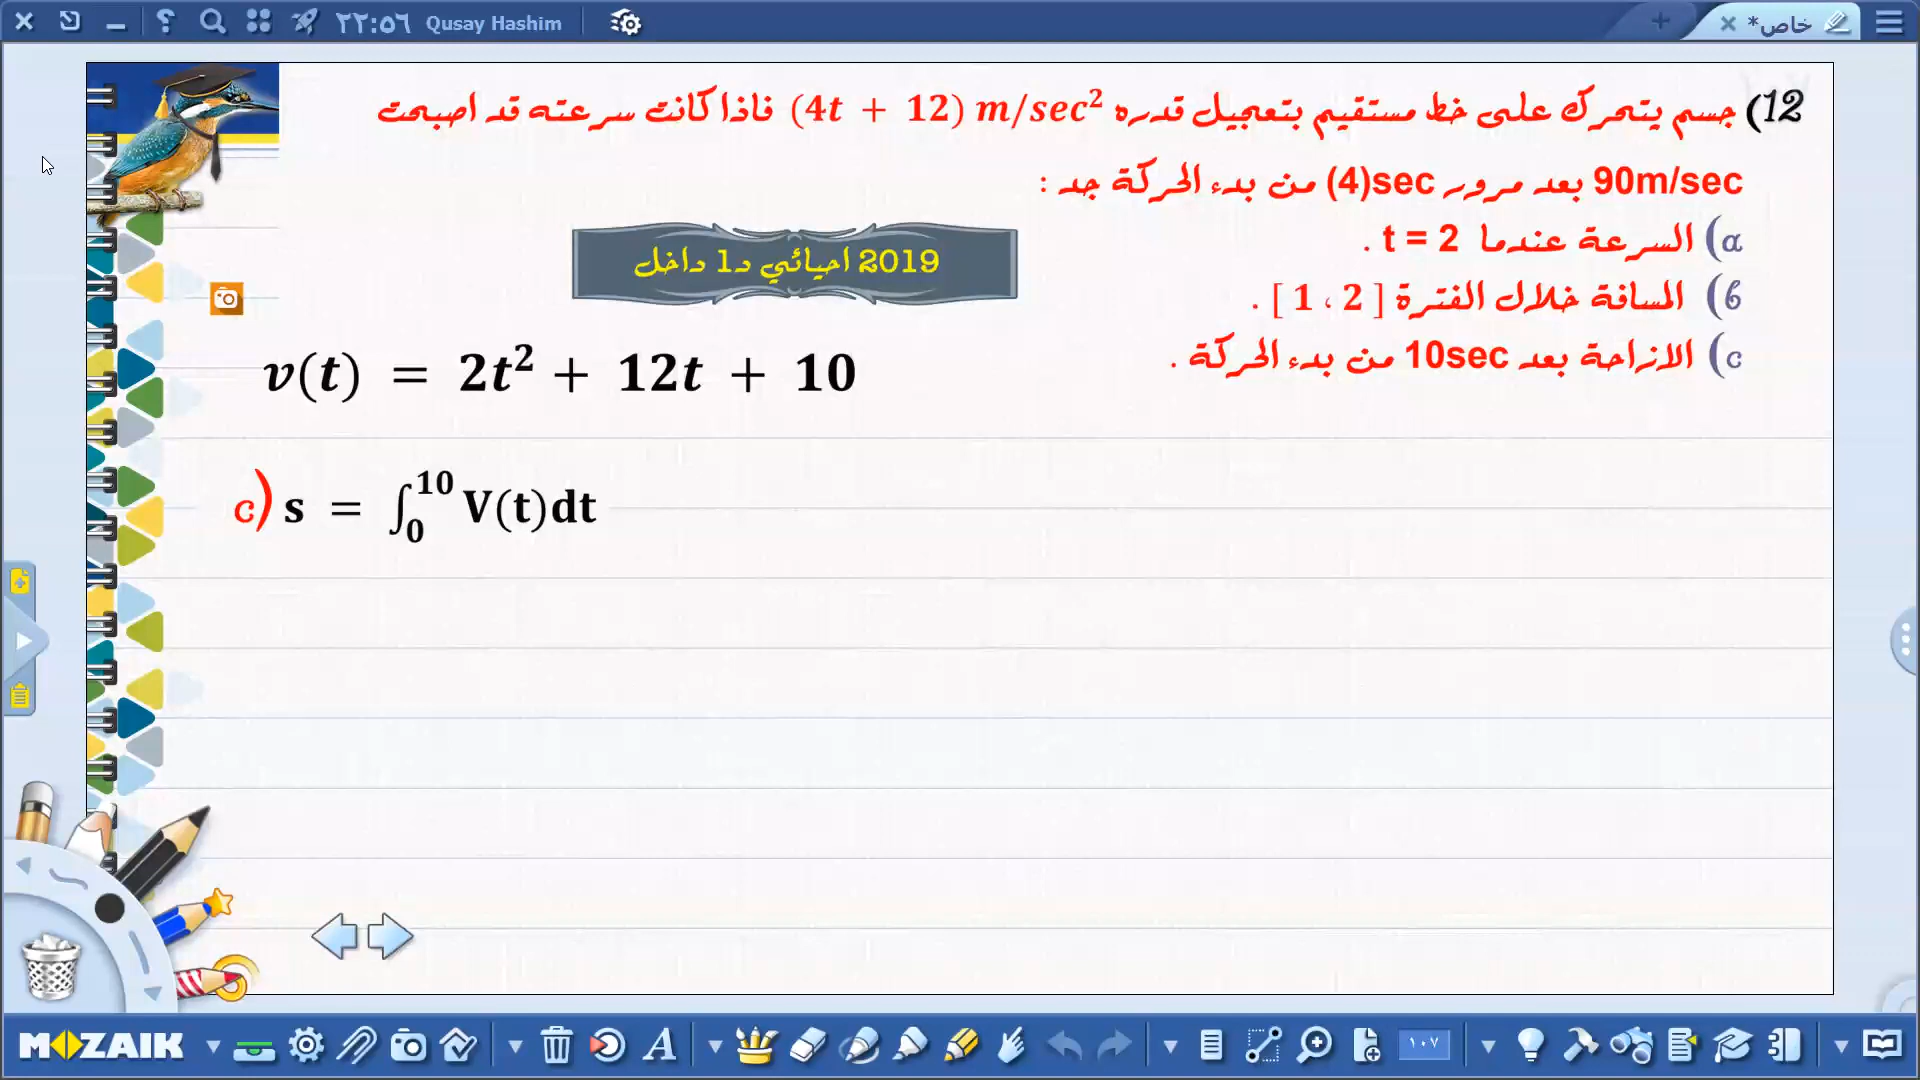 ٢٢:٥٦ Qusay Hashim
خاص*
12) جسم يتحرك على خط مستقيم بتعجيل قدره (4t + 12) m/sec² فاذا كانت سرعته قد اصبحت
90m/sec بعد مرور (4)sec من بدء الحركة جد :
a) السرعة عندما t = 2 .
b) المسافة خلال الفترة [ 1 ، 2 ] .
c) الازاحة بعد 10sec من بدء الحركة .
2019 احيائي د1 داخل
v(t) = 2t² + 12t + 10
c) s = ∫₀¹⁰ V(t)dt
MOZAIK
A
١٠٧